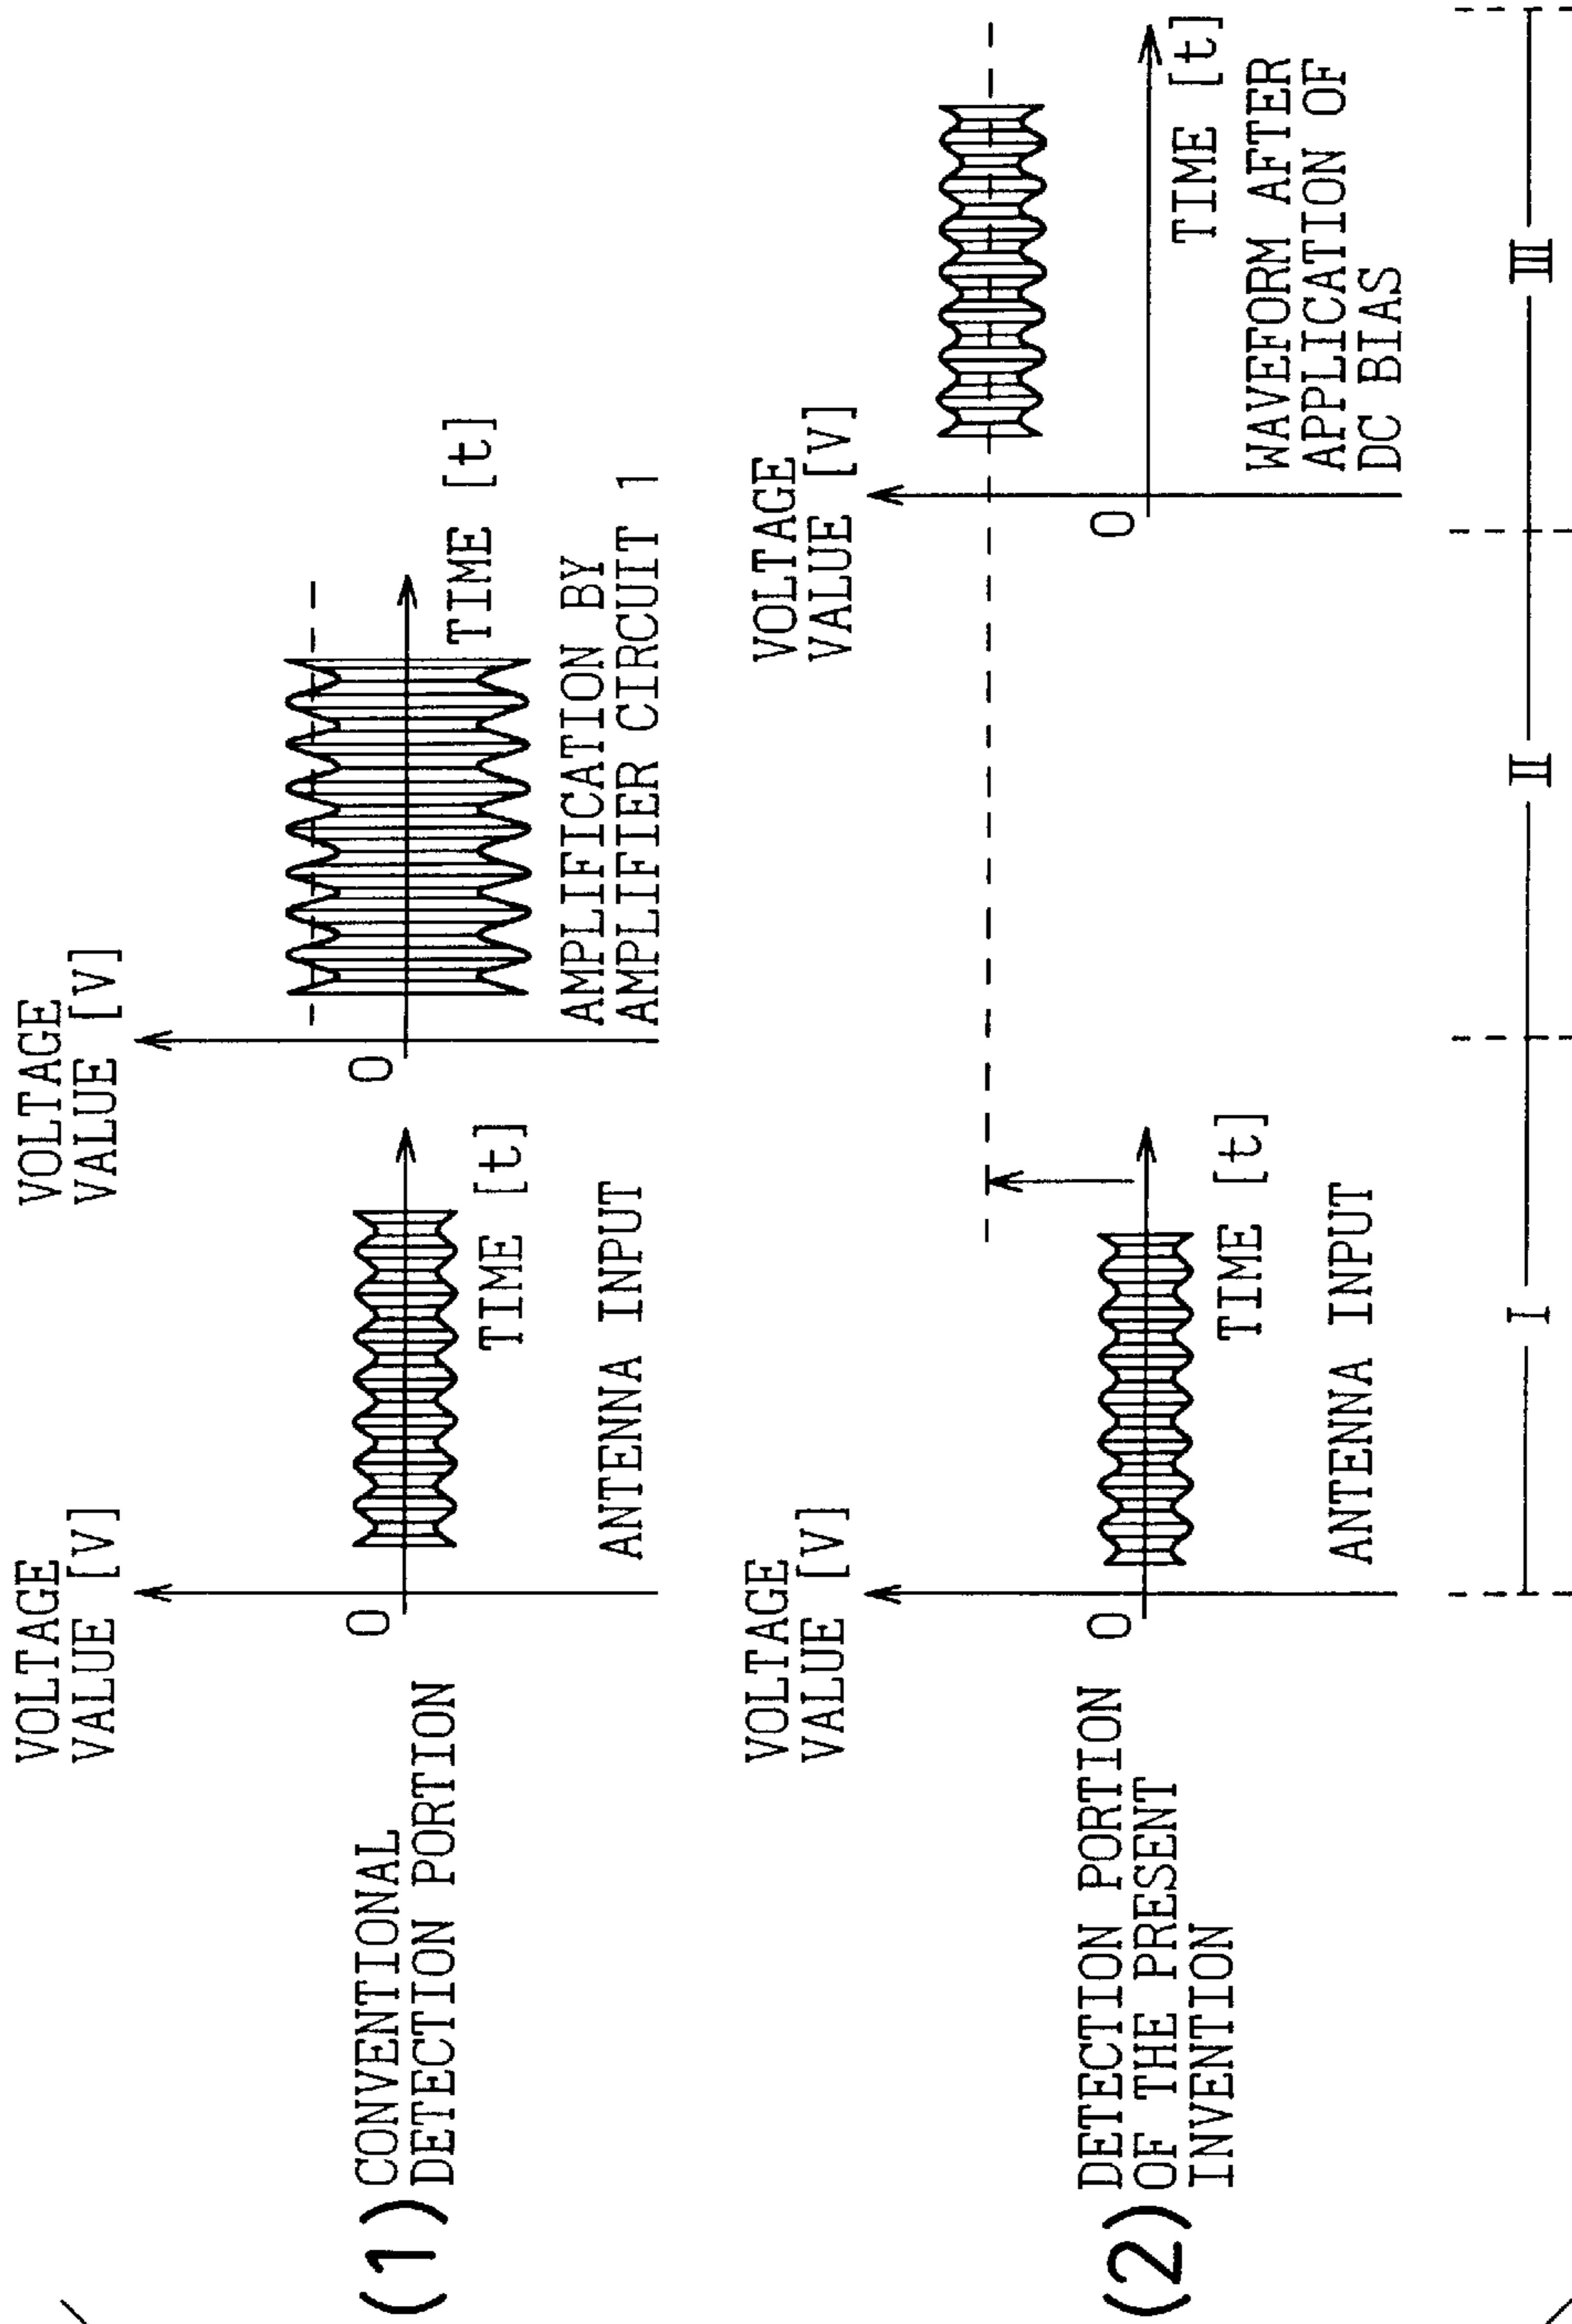 (1) CONVENTIONAL
DETECTION PORTION
VOLTAGE
VALUE [V]
0
TIME [t]
ANTENNA INPUT
VOLTAGE
VALUE [V]
0
TIME [t]
AMPLIFICATION BY
AMPLIFIER CIRCUIT 1
(2) DETECTION PORTION
OF THE PRESENT
INVENTION
VOLTAGE
VALUE [V]
0
TIME [t]
ANTENNA INPUT
VOLTAGE
VALUE [V]
0
TIME [t]
WAVEFORM AFTER
APPLICATION OF
DC BIAS
I
II
III